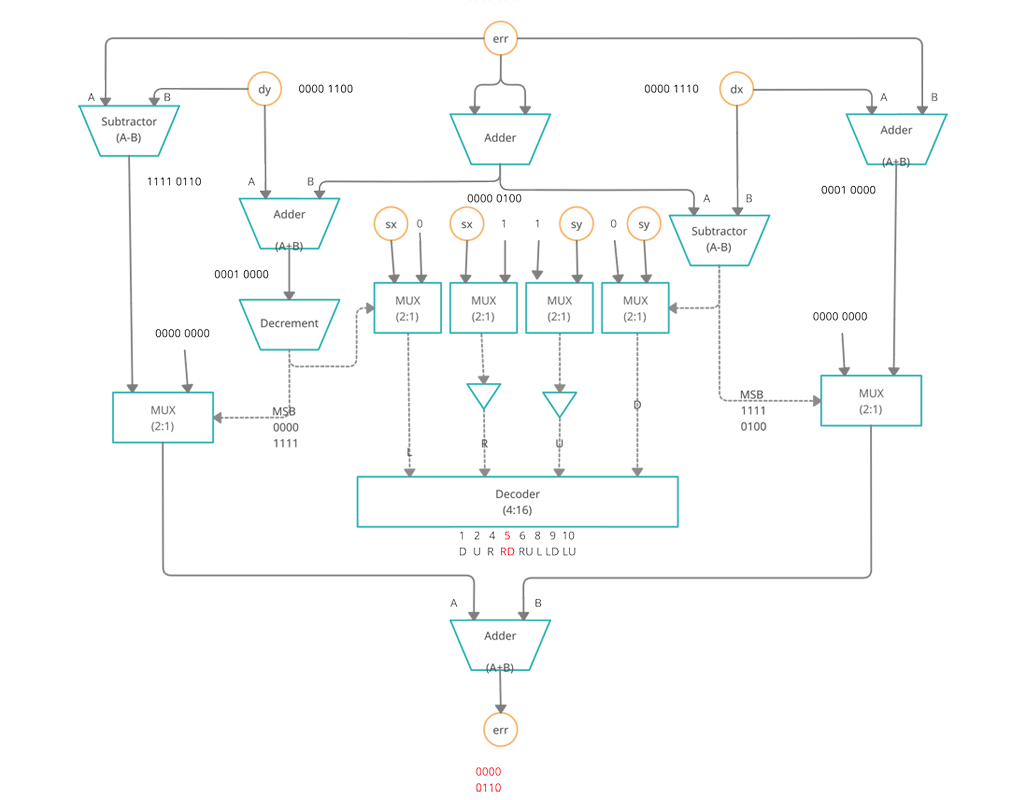 err
A
B
dy
0000 1100
0000 1110
dx
A
B
Subtractor
(A-B)
Adder
Adder
(A+B)
1111 0110
A
B
0000 0100
A
B
0001 0000
Adder
(A+B)
sx
0
sx
1
1
sy
0
sy
Subtractor
(A-B)
0001 0000
MUX
(2:1)
MUX
(2:1)
MUX
(2:1)
MUX
(2:1)
Decrement
0000 0000
0000 0000
MUX
(2:1)
MSB
0000
1111
MSB
1111
0100
MUX
(2:1)
D
L
R
U
Decoder
(4:16)
1 2 4 5 6 8 9 10
D U R RD RU L LD LU
A
B
Adder
(A+B)
err
0000
0110